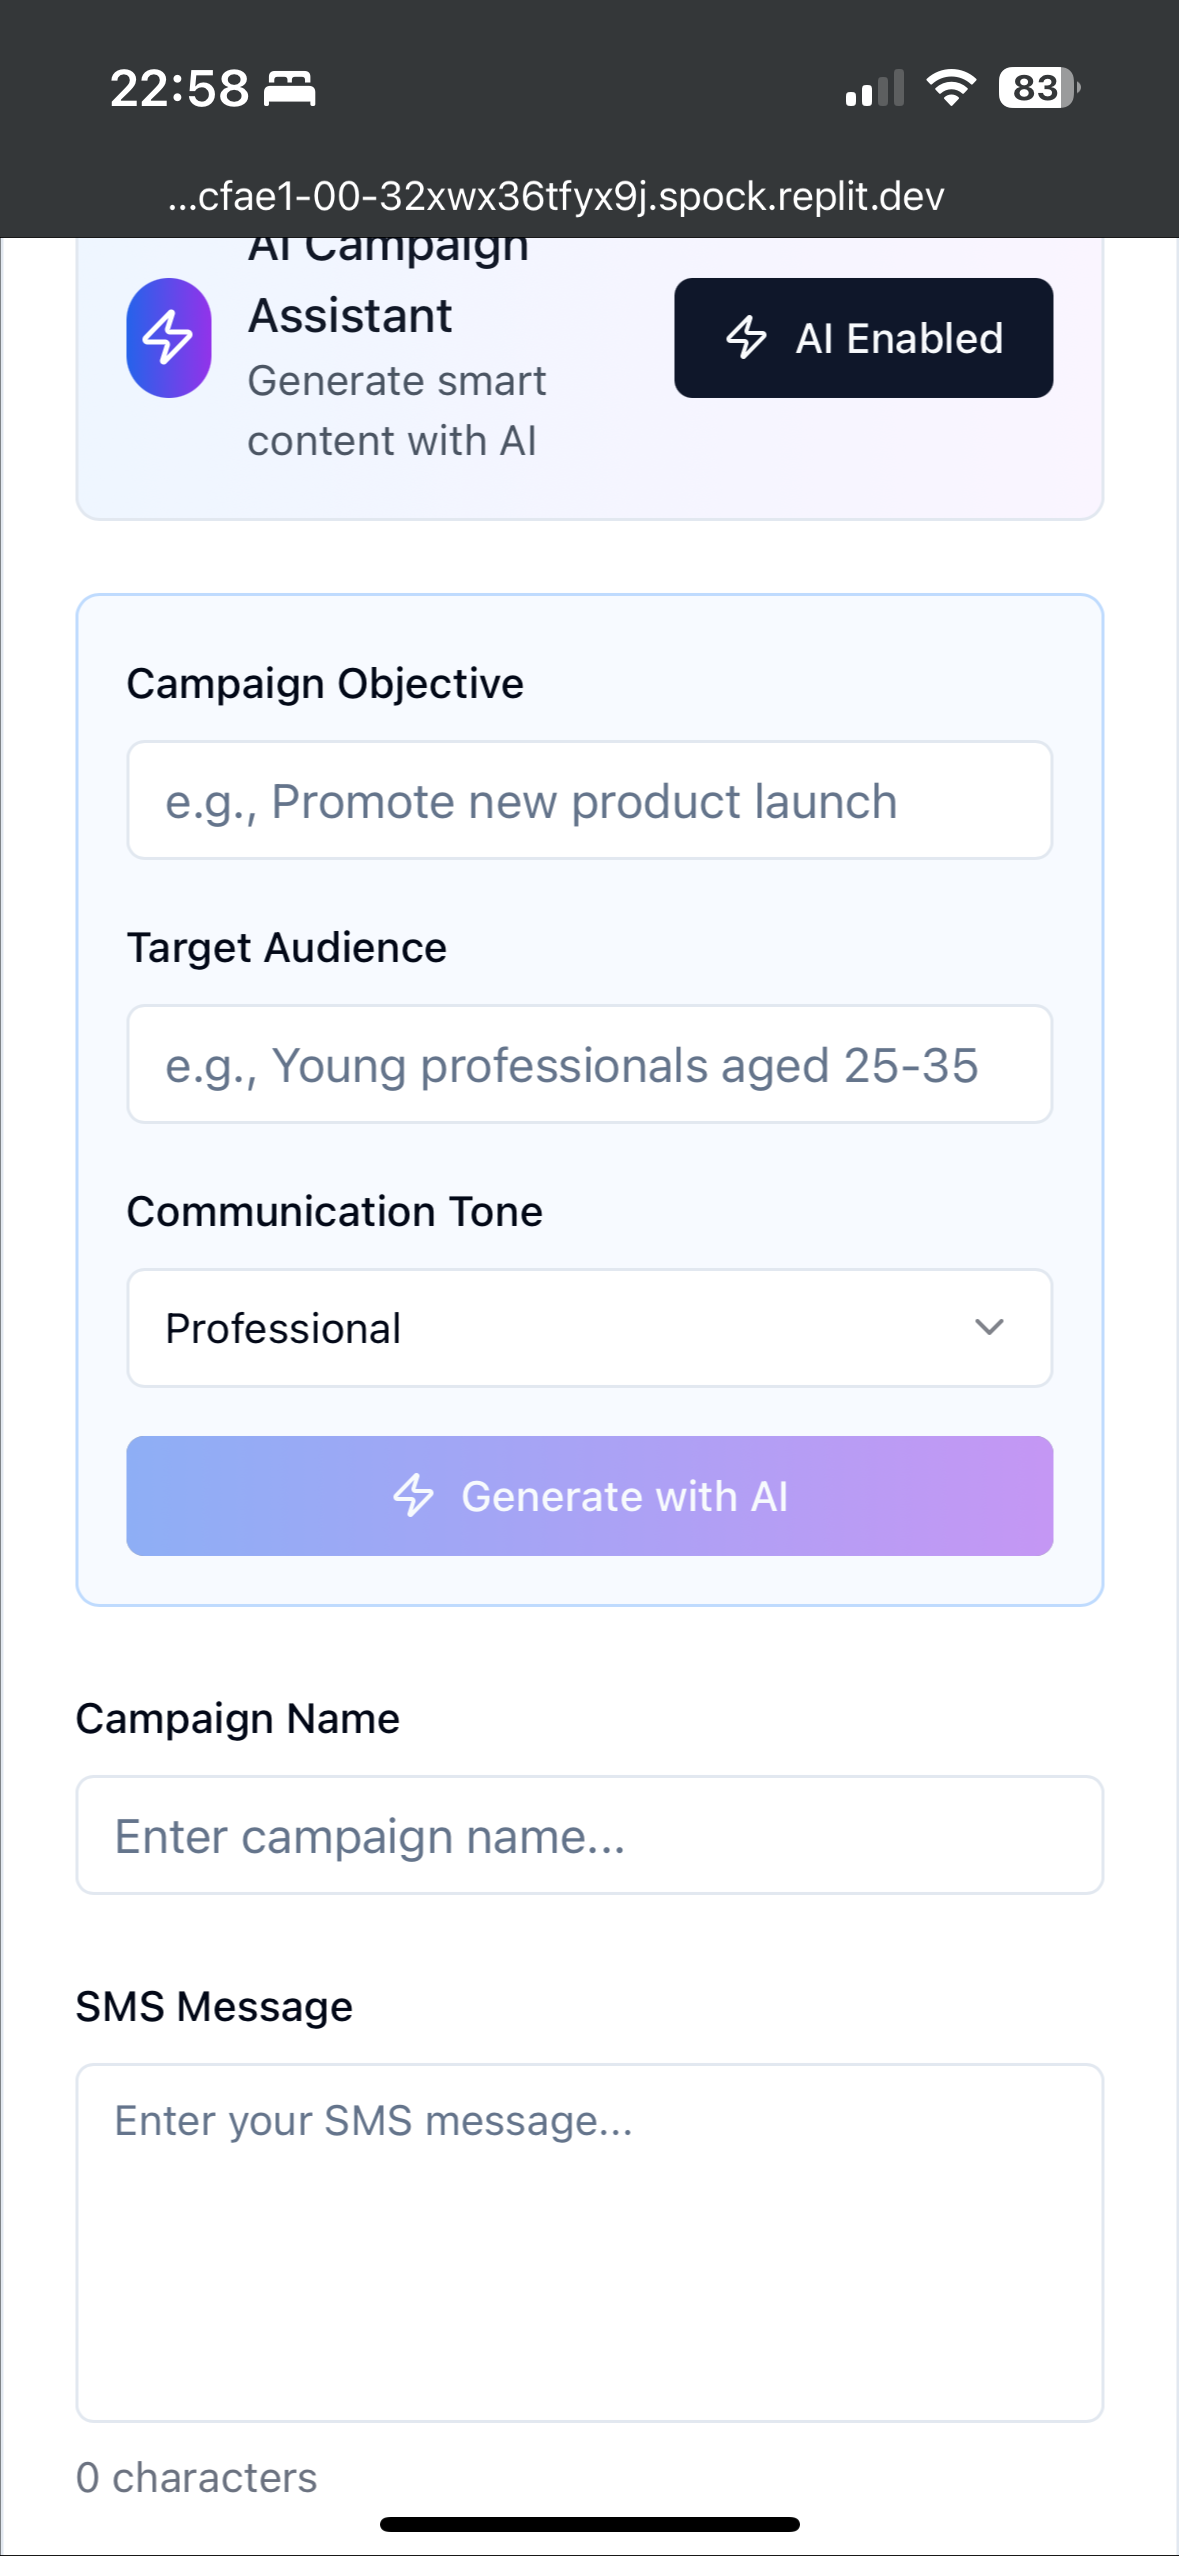 22:58
83
...cfae1-00-32xwx36tfyx9j.spock.replit.dev
AI Campaign
Assistant
Generate smart
content with AI
AI Enabled
Campaign Objective
e.g., Promote new product launch
Target Audience
e.g., Young professionals aged 25-35
Communication Tone
Professional
Generate with AI
Campaign Name
Enter campaign name...
SMS Message
Enter your SMS message...
0 characters